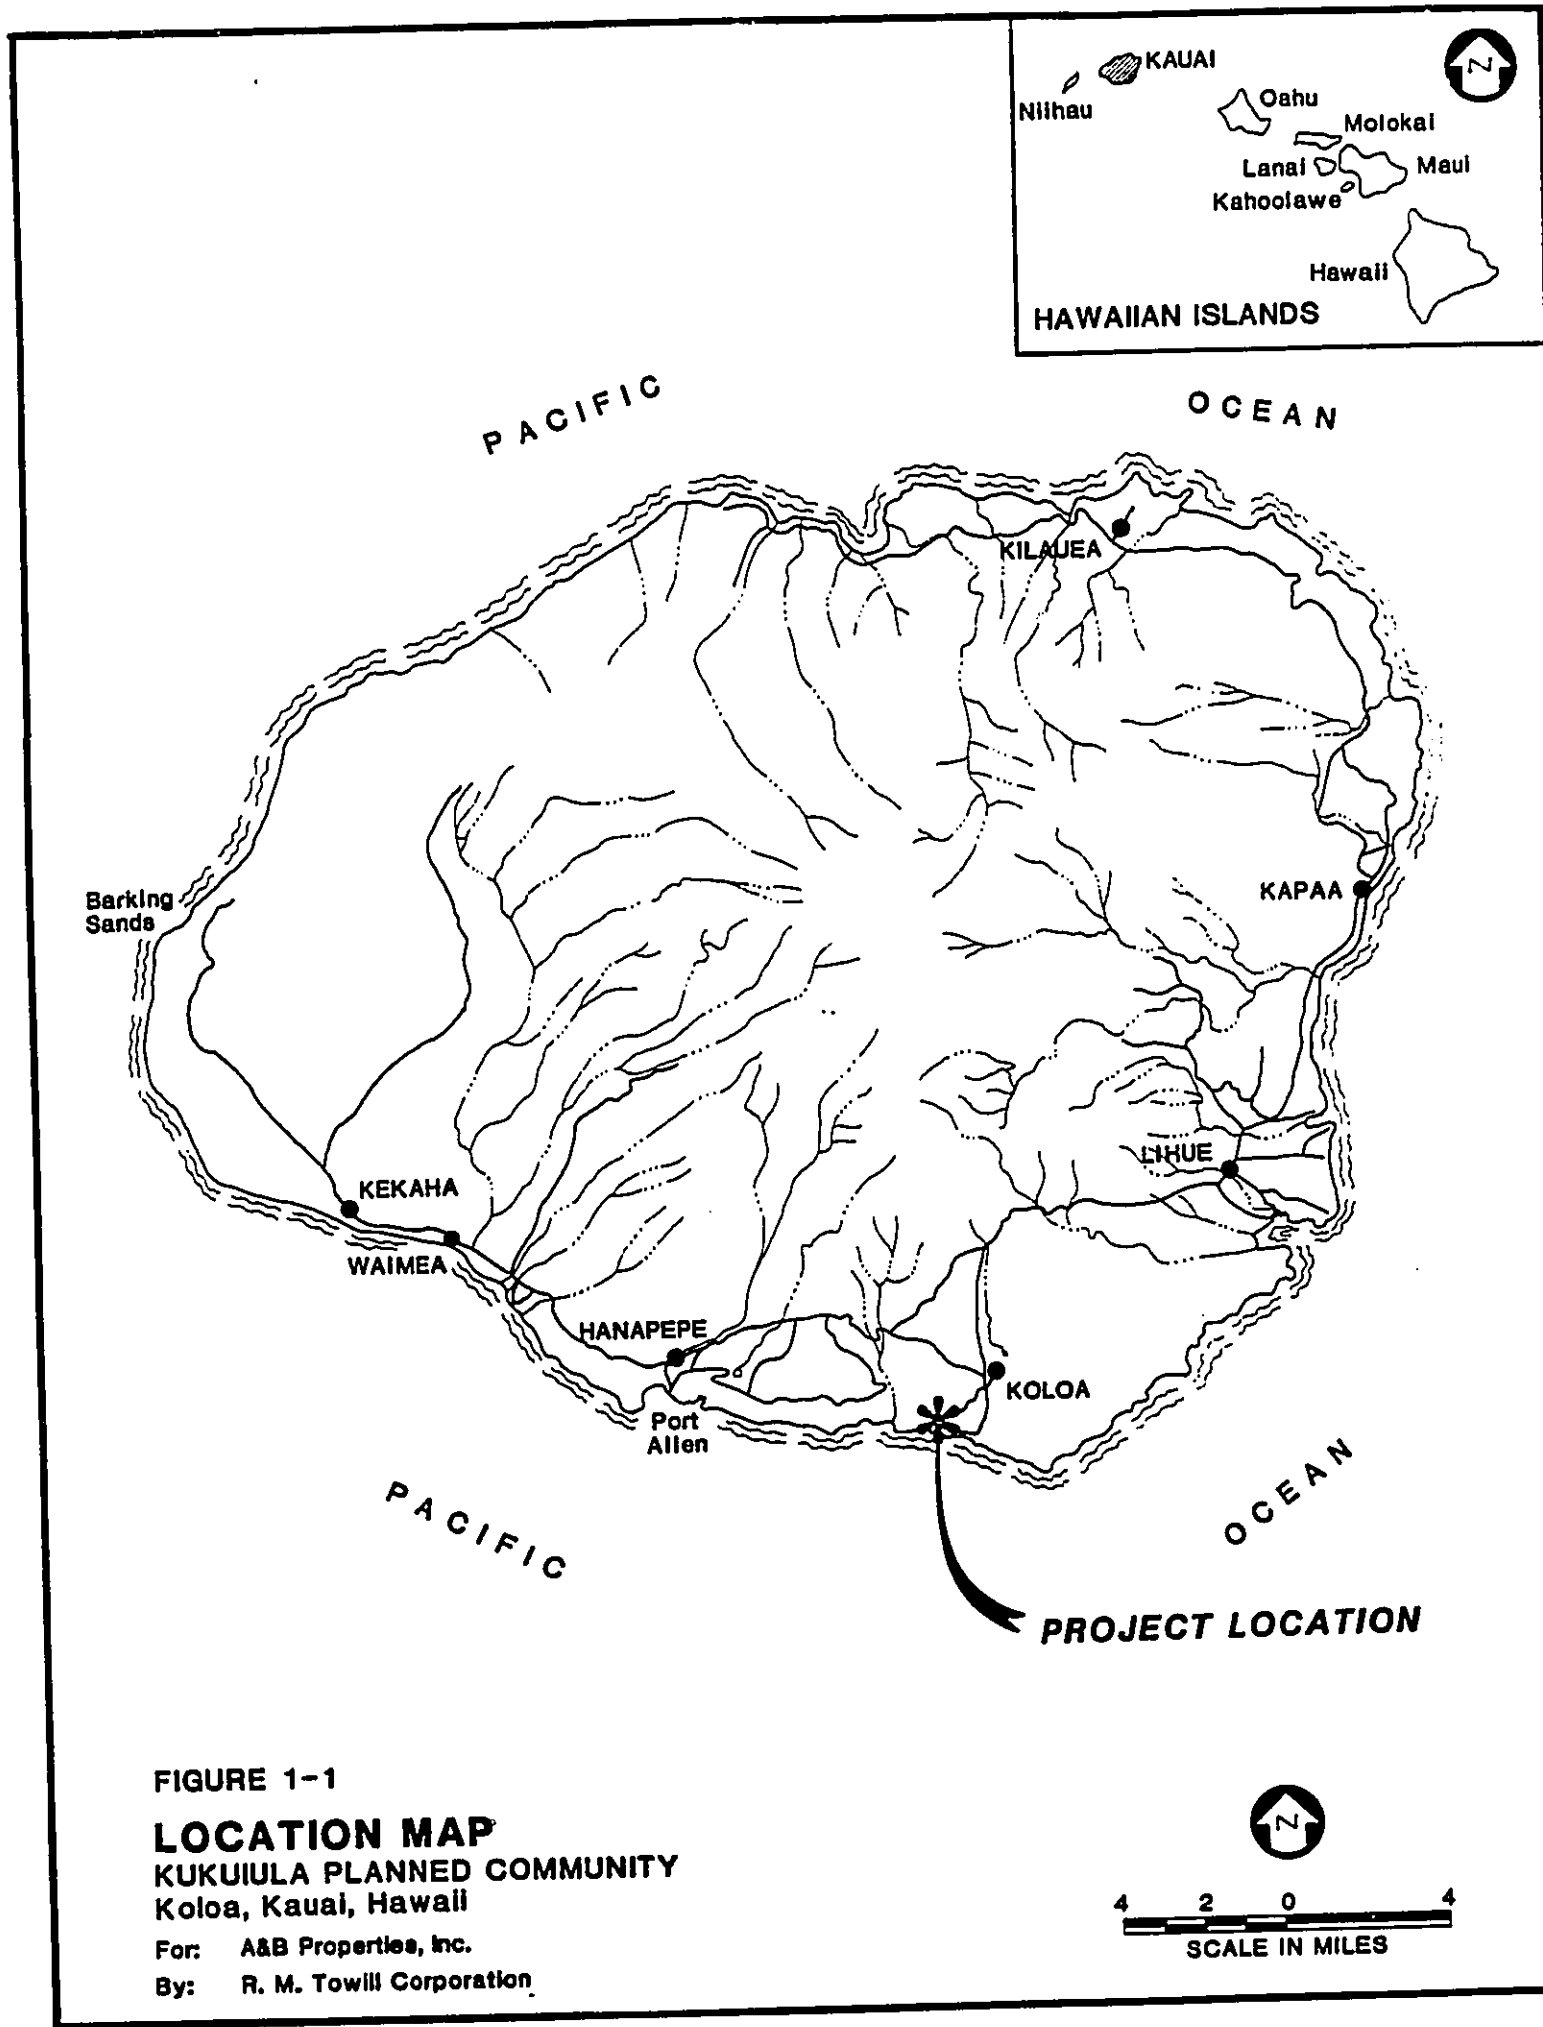 KAUAI
Niihau
Oahu
Molokai
Lanai
Maui
Kahoolawe
Hawaii
HAWAIIAN ISLANDS
N
PACIFIC
OCEAN
KILAUEA
Barking
Sands
KAPAA
LIHUE
KEKAHA
WAIMEA
HANAPEPE
KOLOA
Port
Allen
PACIFIC
OCEAN
PROJECT LOCATION
FIGURE 1-1
LOCATION MAP
KUKUIULA PLANNED COMMUNITY
Koloa, Kauai, Hawaii
For: A&B Properties, Inc.
By: R. M. Towill Corporation
N
4 2 0 4
SCALE IN MILES